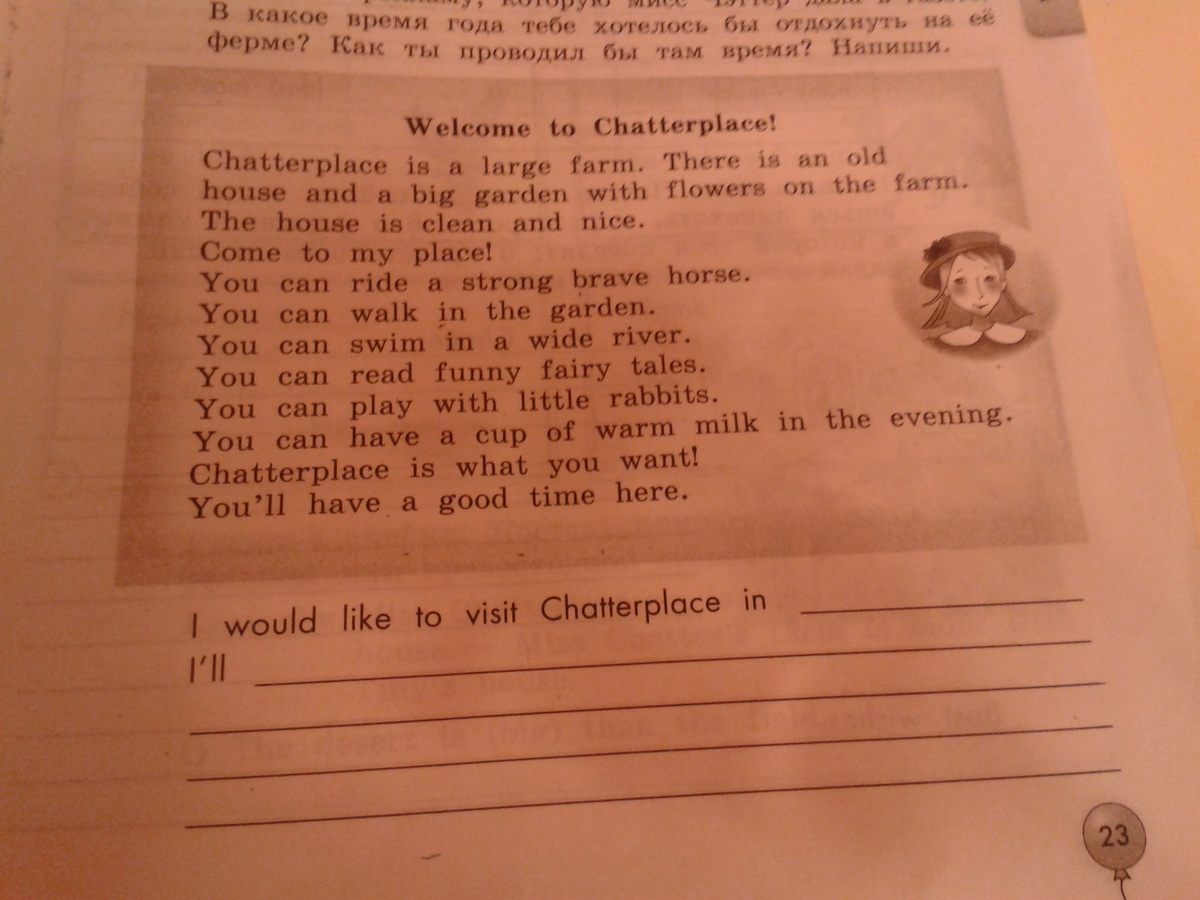 В какое время года тебе хотелось бы отдохнуть на её
ферме? Как ты проводил бы там время? Напиши.
Welcome to Chatterplace!
Chatterplace is a large farm. There is an old
house and a big garden with flowers on the farm.
The house is clean and nice.
Come to my place!
You can ride a strong brave horse.
You can walk in the garden.
You can swim in a wide river.
You can read funny fairy tales.
You can play with little rabbits.
You can have a cup of warm milk in the evening.
Chatterplace is what you want!
You'll have a good time here.
I would like to visit Chatterplace in
I'll
23